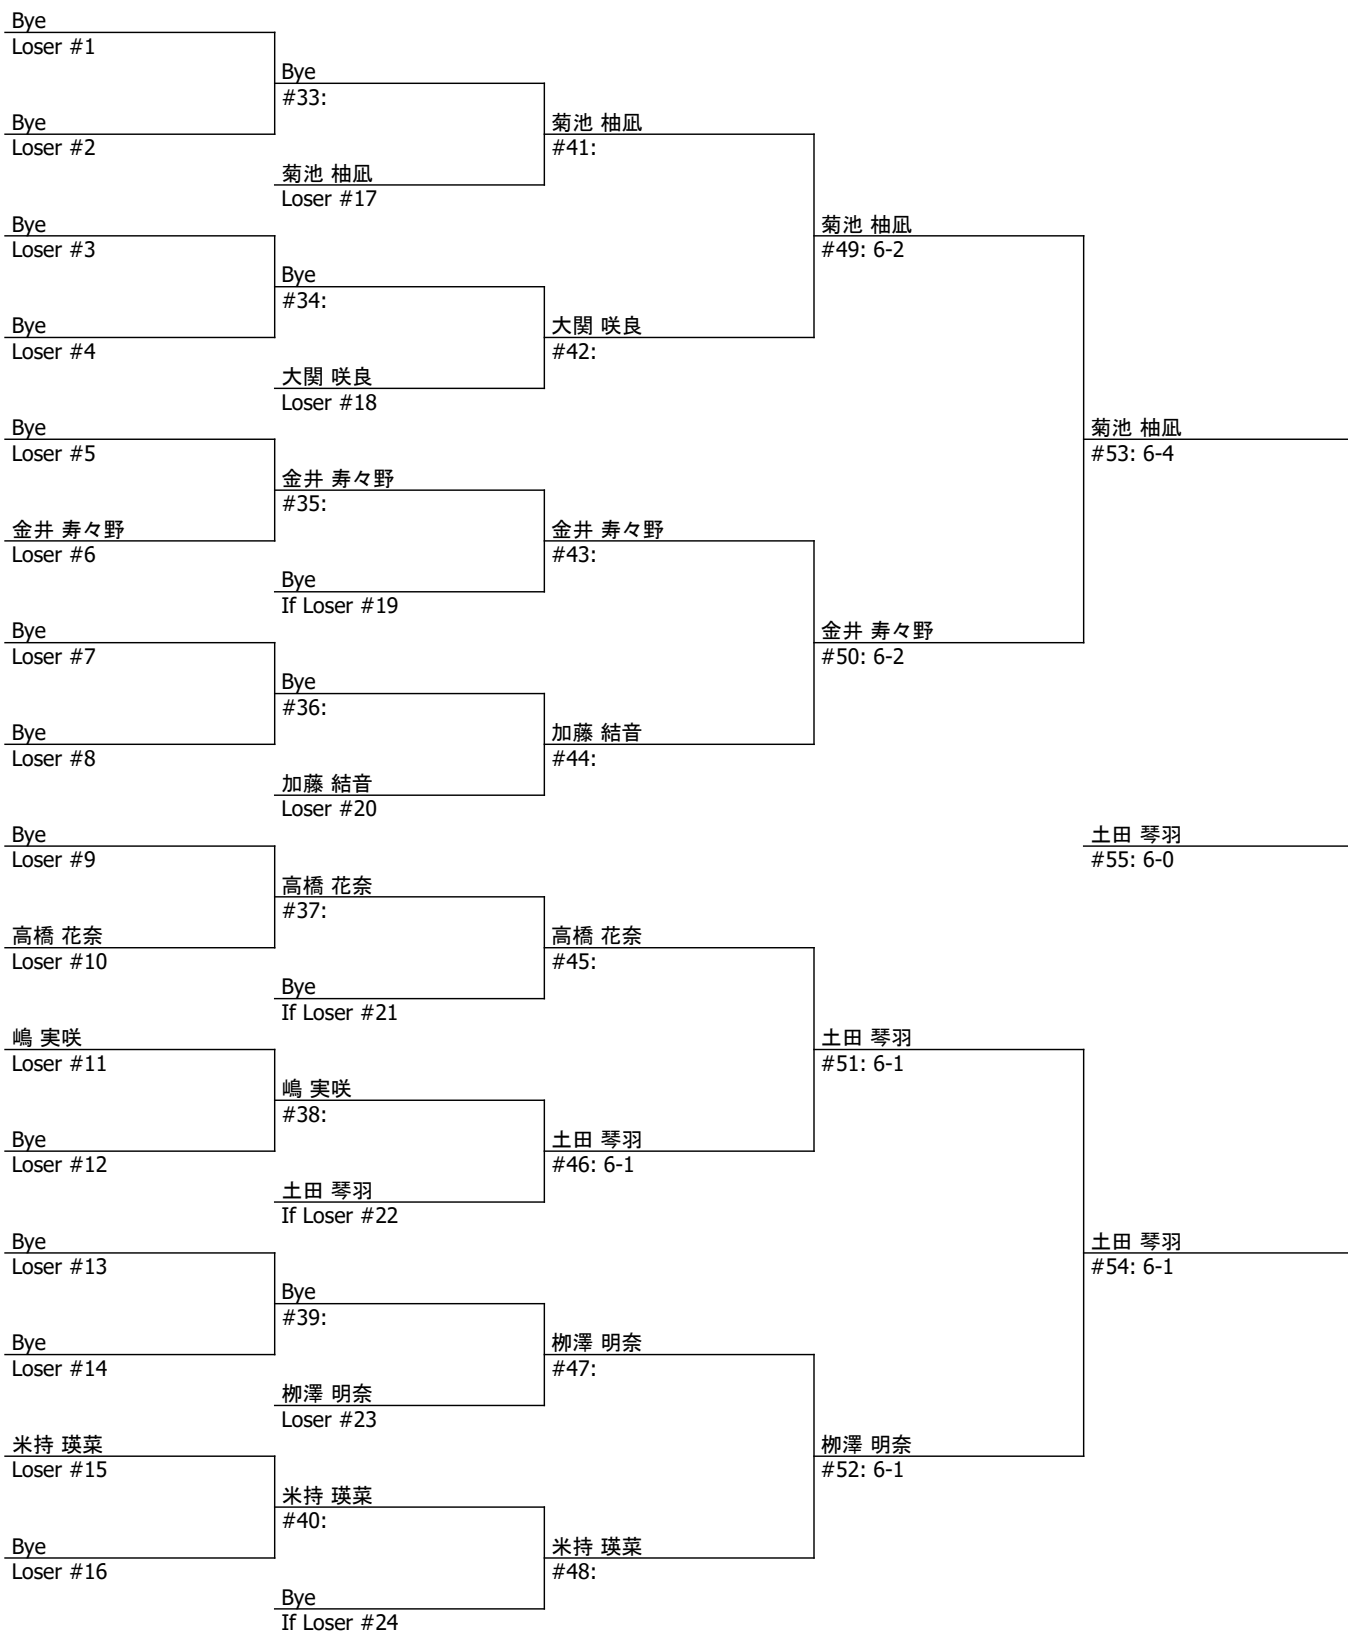 Bye
Loser #1
Bye
Loser #2
Bye
Loser #3
Bye
Loser #4
Bye
Loser #5
金井 寿々野
Loser #6
Bye
Loser #7
Bye
Loser #8
Bye
Loser #9
高橋 花奈
Loser #10
嶋 実咲
Loser #11
Bye
Loser #12
Bye
Loser #13
Bye
Loser #14
米持 瑛菜
Loser #15
Bye
Loser #16
Bye
#33:
菊池 柚凪
Loser #17
Bye
#34:
大関 咲良
Loser #18
金井 寿々野
#35:
Bye
If Loser #19
Bye
#36:
加藤 結音
Loser #20
高橋 花奈
#37:
Bye
If Loser #21
嶋 実咲
#38:
土田 琴羽
If Loser #22
Bye
#39:
栁澤 明奈
Loser #23
米持 瑛菜
#40:
Bye
If Loser #24
菊池 柚凪
#41:
大関 咲良
#42:
金井 寿々野
#43:
加藤 結音
#44:
高橋 花奈
#45:
土田 琴羽
#46: 6-1
栁澤 明奈
#47:
米持 瑛菜
#48:
菊池 柚凪
#49: 6-2
金井 寿々野
#50: 6-2
土田 琴羽
#51: 6-1
栁澤 明奈
#52: 6-1
菊池 柚凪
#53: 6-4
土田 琴羽
#55: 6-0
土田 琴羽
#54: 6-1